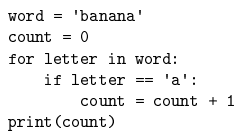 word = 'banana'
count = 0
for letter in word:
    if letter == 'a':
        count = count + 1
print(count)